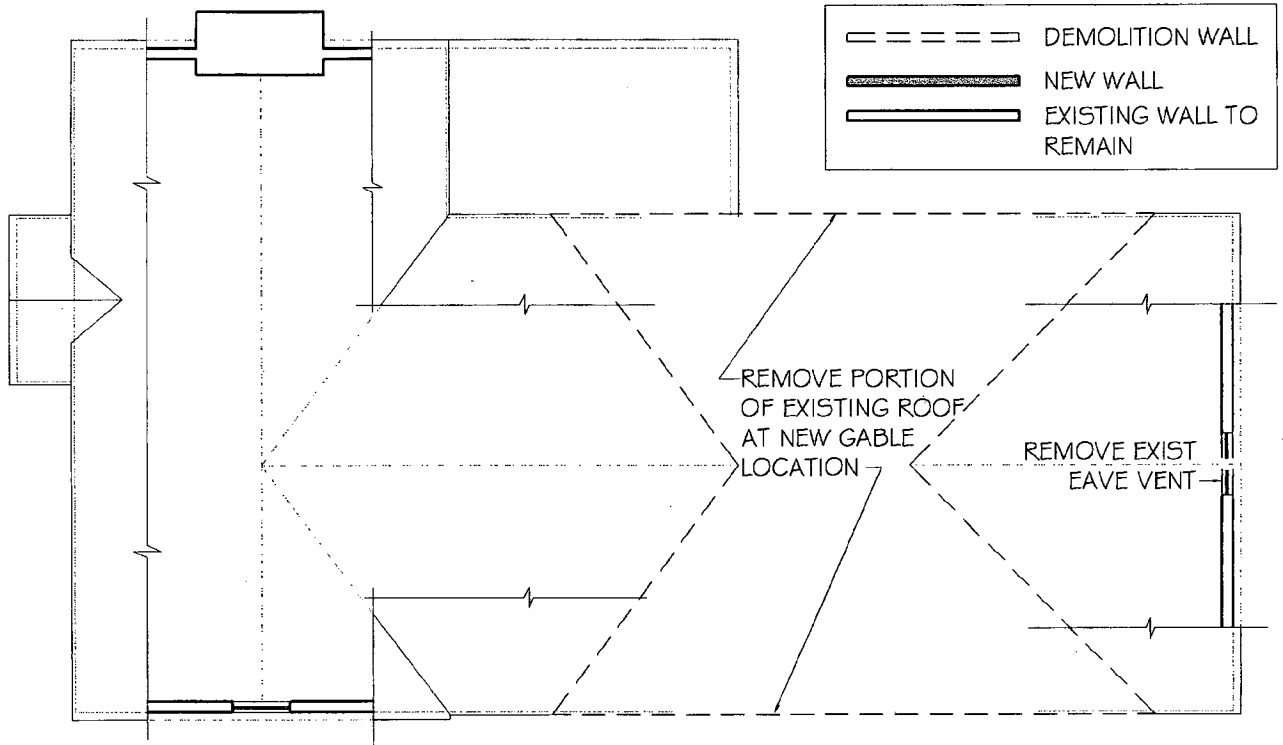 DEMOLITION WALL
NEW WALL
EXISTING WALL TO
REMAIN
REMOVE PORTION
OF EXISTING ROOF
AT NEW GABLE
LOCATION
REMOVE EXIST
EAVE VENT